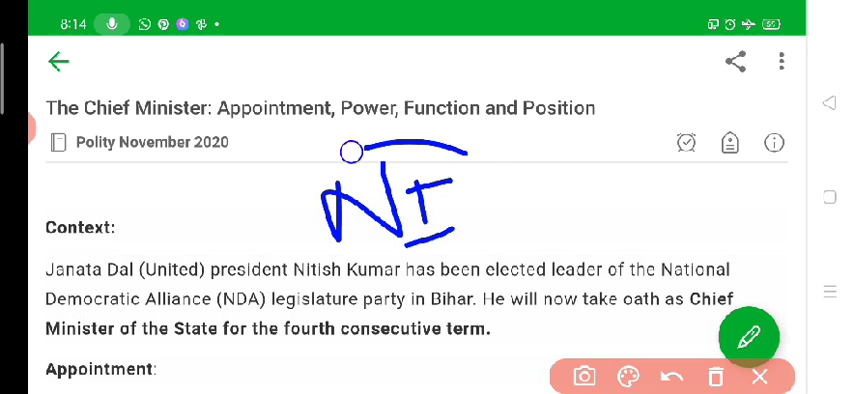 8:14
55
The Chief Minister: Appointment, Power, Function and Position
Polity November 2020
NI
Context:
Janata Dal (United) president Nitish Kumar has been elected leader of the National
Democratic Alliance (NDA) legislature party in Bihar. He will now take oath as Chief
Minister of the State for the fourth consecutive term.
Appointment: